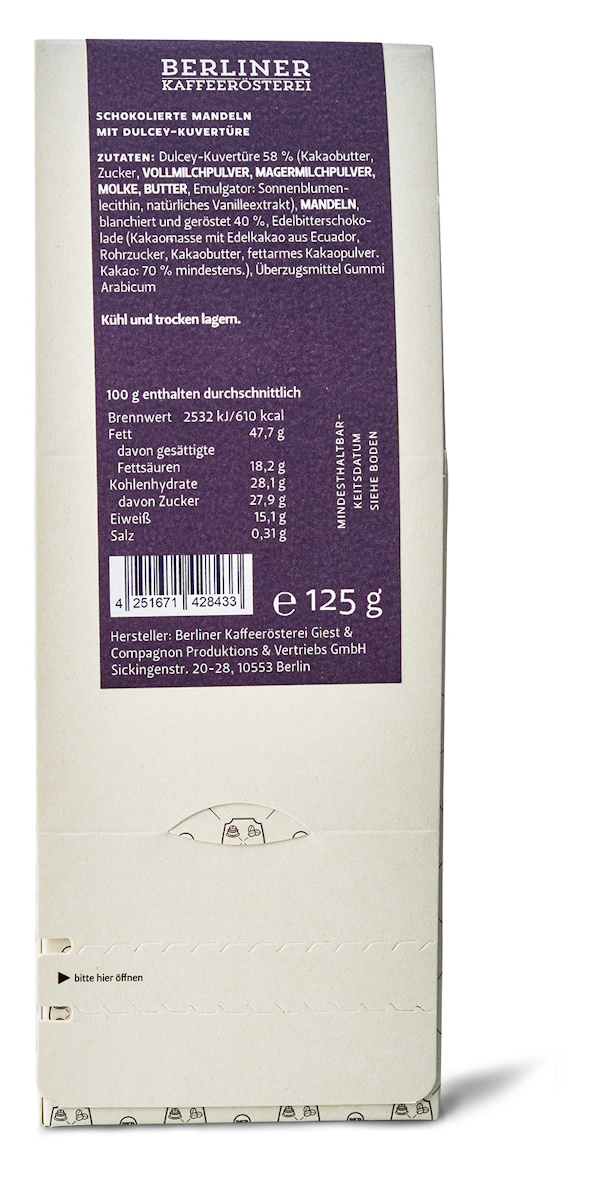 BERLINER
KAFFEERÖSTEREI
SCHOKOLIERTE MANDELN
MIT DULCEY-KUVERTÜRE
ZUTATEN: Dulcey-Kuvertüre 58 % (Kakaobutter,
Zucker, VOLLMILCHPULVER, MAGERMILCHPULVER,
MOLKE, BUTTER, Emulgator: Sonnenblumen-
lecithin, natürliches Vanilleextrakt), MANDELN,
blanchiert und geröstet 40 %, Edelbitterschoko-
lade (Kakaomasse mit Edelkakao aus Ecuador,
Rohrzucker, Kakaobutter, fettarmes Kakaopulver.
Kakao: 70 % mindestens.), Überzugsmittel Gummi
Arabicum
Kühl und trocken lagern.
100 g enthalten durchschnittlich
Brennwert 2532 kJ/610 kcal
Fett 47,7 g
davon gesättigte
Fettsäuren 18,2 g
Kohlenhydrate 28,1 g
davon Zucker 27,9 g
Eiweiß 15,1 g
Salz 0,31 g
MINDESTHALTBAR-
KEITSDATUM
SIEHE BODEN
4 251671 428433
e 125 g
Hersteller: Berliner Kaffeerösterei Giest &
Compagnon Produktions & Vertriebs GmbH
Sickingenstr. 20-28, 10553 Berlin
bitte hier öffnen